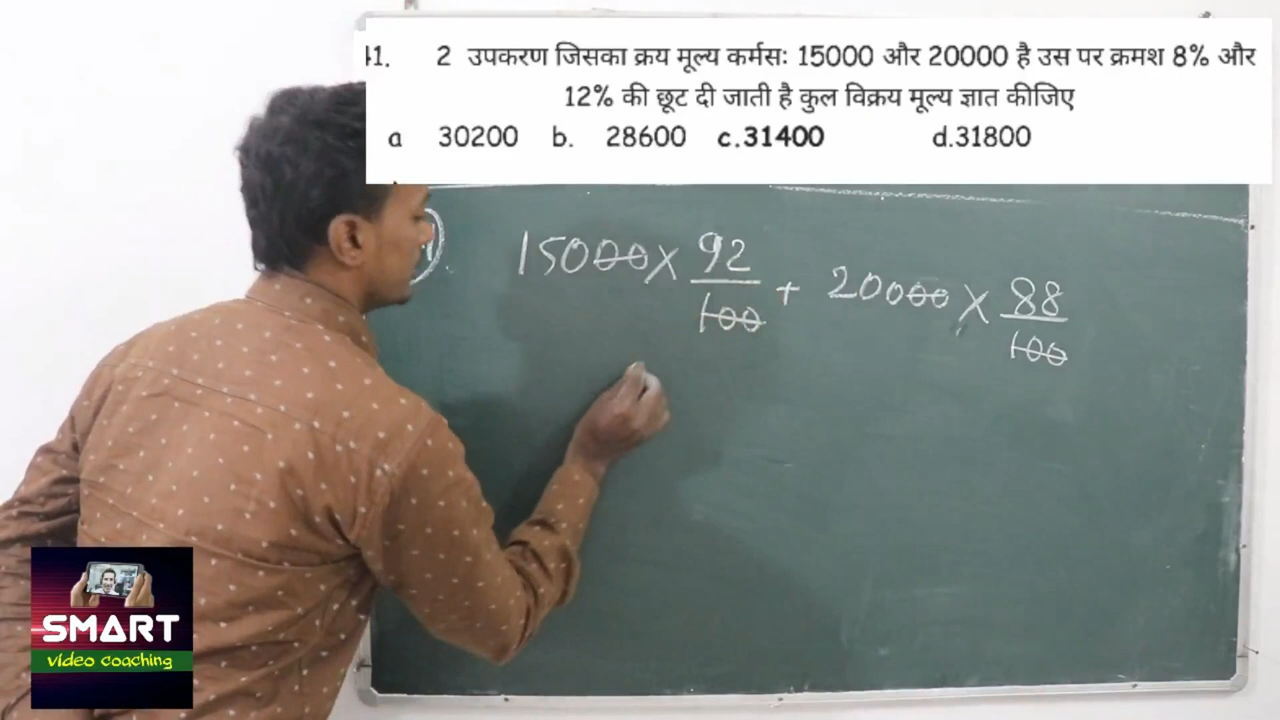 41. 2 उपकरण जिसका क्रय मूल्य कर्मसः 15000 और 20000 है उस पर क्रमश 8% और
12% की छूट दी जाती है कुल विक्रय मूल्य ज्ञात कीजिए
a 30200 b. 28600 c.31400 d.31800
15000 x 92/100 + 20000 x 88/100
SMART
video coaching